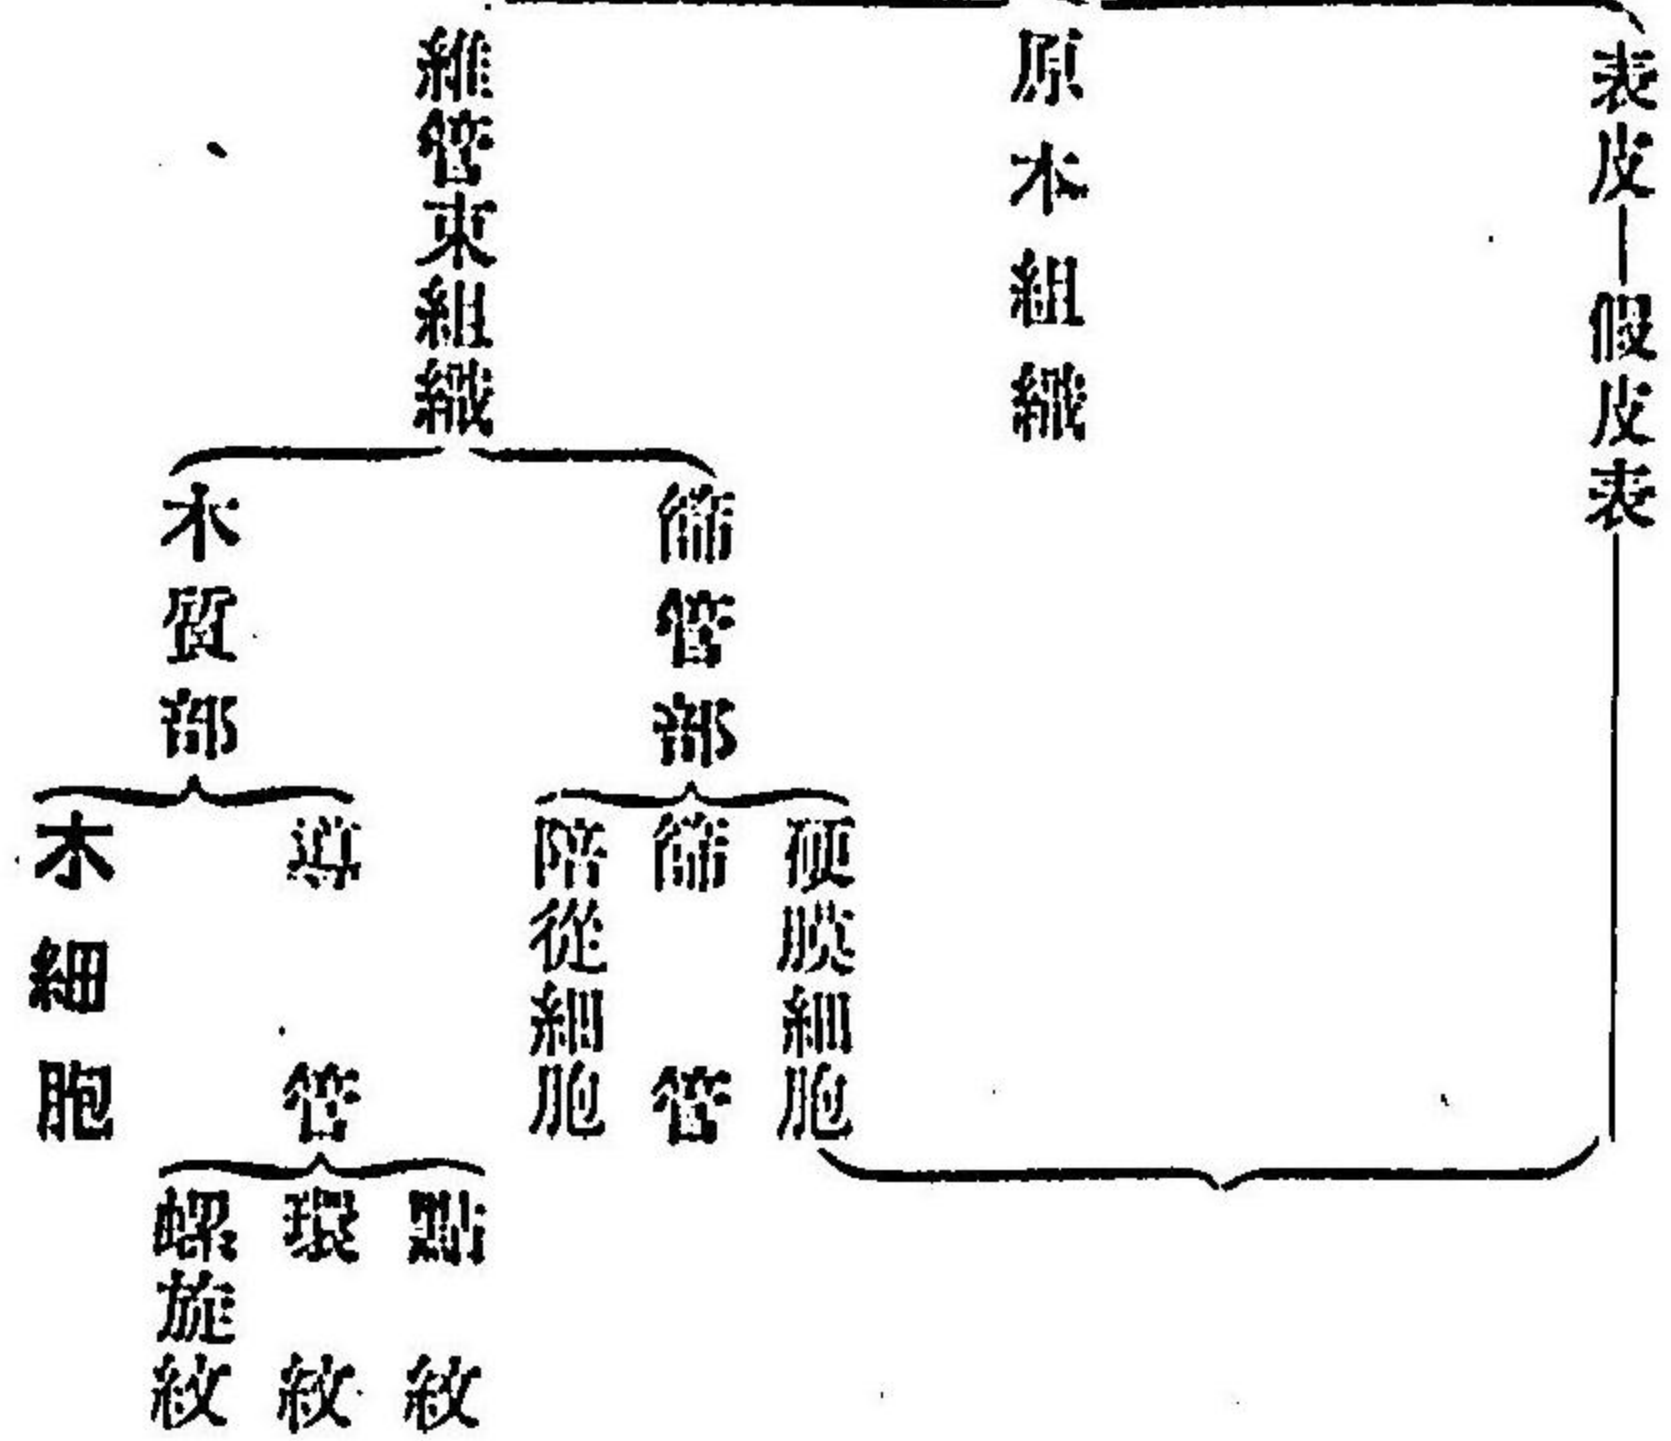 表皮—假皮表
原木組織
維管束組織
篩管部
木質部
硬膜細胞
篩管
陪從細胞
導管
木細胞
點紋
環紋
螺旋紋